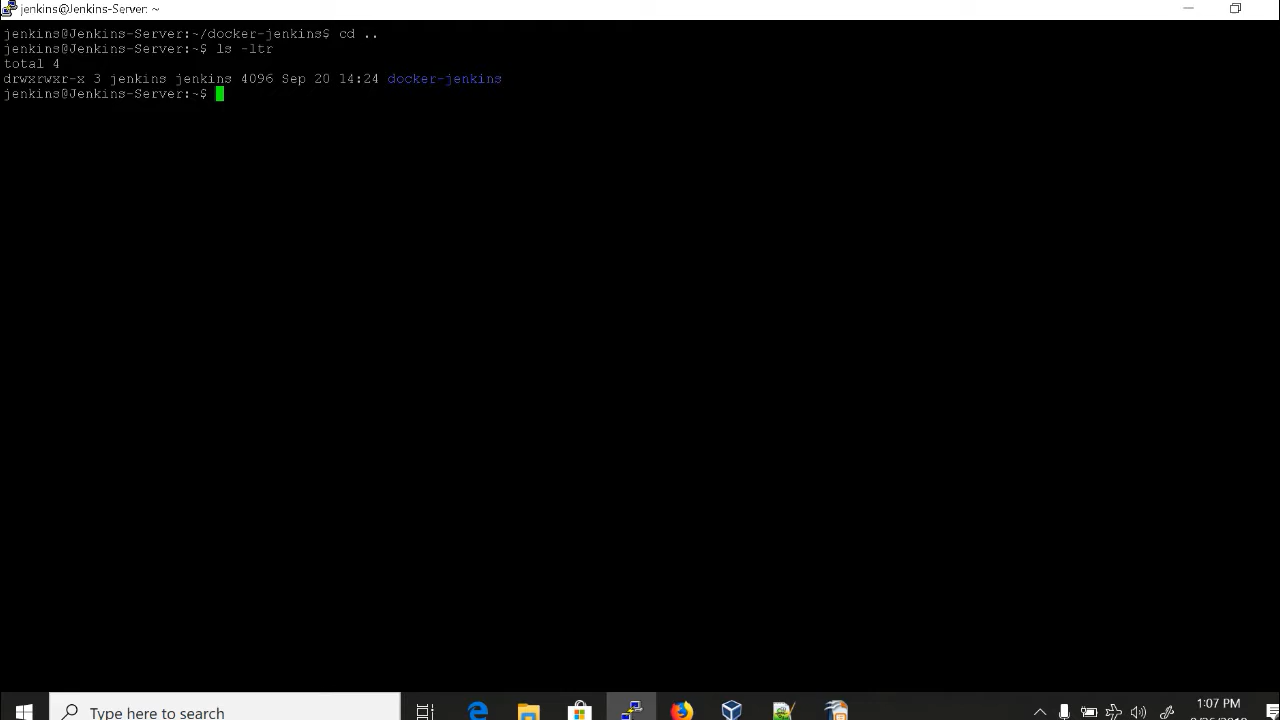 jenkins@Jenkins-Server: ~
jenkins@Jenkins-Server:~/docker-jenkins$ cd ..
jenkins@Jenkins-Server:~$ ls -ltr
total 4
drwxrwxr-x 3 jenkins jenkins 4096 Sep 20 14:24 docker-jenkins
jenkins@Jenkins-Server:~$
Type here to search
1:07 PM